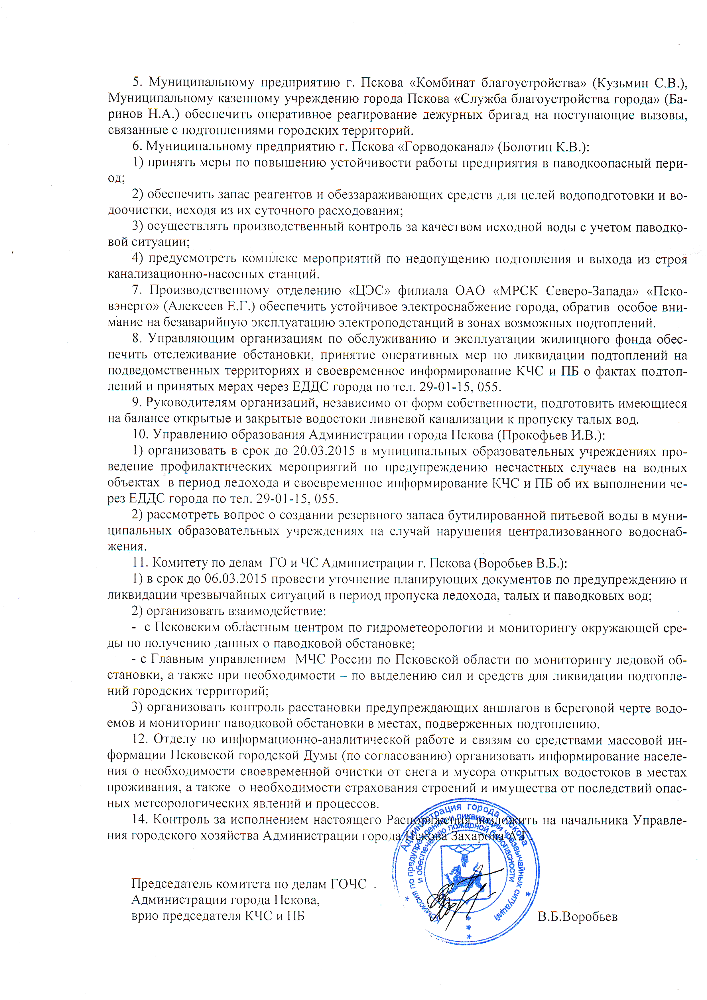 5. Муниципальному предприятию г. Пскова «Комбинат благоустройства» (Кузьмин С.В.),
Муниципальному казенному учреждению города Пскова «Служба благоустройства города» (Ба-
ринов Н.А.) обеспечить оперативное реагирование дежурных бригад на поступающие вызовы,
связанные с подтоплениями городских территорий.
6. Муниципальному предприятию г. Пскова «Горводоканал» (Болотин К.В.):
1) принять меры по повышению устойчивости работы предприятия в паводкоопасный пери-
од;
2) обеспечить запас реагентов и обеззараживающих средств для целей водоподготовки и во-
доочистки, исходя из их суточного расходования;
3) осуществлять производственный контроль за качеством исходной воды с учетом паводко-
вой ситуации;
4) предусмотреть комплекс мероприятий по недопущению подтопления и выхода из строя
канализационно-насосных станций.
7. Производственному отделению «ЦЭС» филиала ОАО «МРСК Северо-Запада» «Пско-
вэнерго» (Алексеев Е.Г.) обеспечить устойчивое электроснабжение города, обратив особое вни-
мание на безаварийную эксплуатацию электроподстанций в зонах возможных подтоплений.
8. Управляющим организациям по обслуживанию и эксплуатации жилищного фонда обес-
печить отслеживание обстановки, принятие оперативных мер по ликвидации подтоплений на
подведомственных территориях и своевременное информирование КЧС и ПБ о фактах подтоп-
лений и принятых мерах через ЕДДС города по тел. 29-01-15, 055.
9. Руководителям организаций, независимо от форм собственности, подготовить имеющиеся
на балансе открытые и закрытые водостоки ливневой канализации к пропуску талых вод.
10. Управлению образования Администрации города Пскова (Прокофьев И.В.):
1) организовать в срок до 20.03.2015 в муниципальных образовательных учреждениях про-
ведение профилактических мероприятий по предупреждению несчастных случаев на водных
объектах в период ледохода и своевременное информирование КЧС и ПБ об их выполнении че-
рез ЕДДС города по тел. 29-01-15, 055.
2) рассмотреть вопрос о создании резервного запаса бутилированной питьевой воды в муни-
ципальных образовательных учреждениях на случай нарушения централизованного водоснаб-
жения.
11. Комитету по делам ГО и ЧС Администрации г. Пскова (Воробьев В.Б.):
1) в срок до 06.03.2015 провести уточнение планирующих документов по предупреждению и
ликвидации чрезвычайных ситуаций в период пропуска ледохода, талых и паводковых вод;
2) организовать взаимодействие:
- с Псковским областным центром по гидрометеорологии и мониторингу окружающей сре-
ды по получению данных о паводковой обстановке;
- с Главным управлением МЧС России по Псковской области по мониторингу ледовой об-
становки, а также при необходимости – по выделению сил и средств для ликвидации подтопле-
ний городских территорий;
3) организовать контроль расстановки предупреждающих аншлагов в береговой черте водо-
емов и мониторинг паводковой обстановки в местах, подверженных подтоплению.
12. Отделу по информационно-аналитической работе и связям со средствами массовой ин-
формации Псковской городской Думы (по согласованию) организовать информирование населе-
ния о необходимости своевременной очистки от снега и мусора открытых водостоков в местах
проживания, а также о необходимости страхования строений и имущества от последствий опас-
ных метеорологических явлений и процессов.
14. Контроль за исполнением настоящего Распоряжения возложить на начальника Управле-
ния городского хозяйства Администрации города Пскова Захарова А.Г.
Администрация города Пскова
Комиссия по предупреждению и ликвидации чрезвычайных ситуаций
и обеспечению пожарной безопасности
* * * * *
Председатель комитета по делам ГОЧС
Администрации города Пскова,
врио председателя КЧС и ПБ В.Б.Воробьев